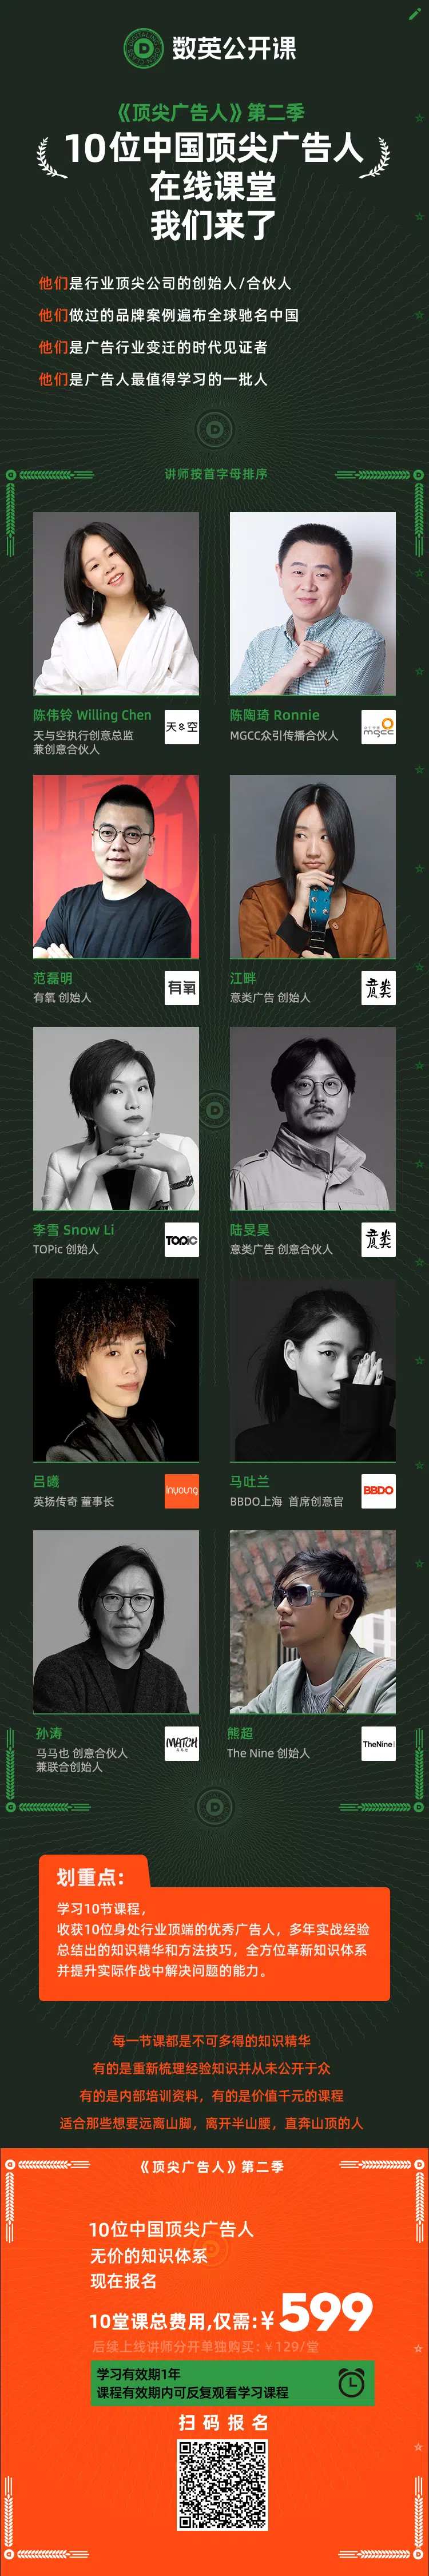 数英公开课
《顶尖广告人》第二季
10位中国顶尖广告人
在线课堂
我们来了
他们是行业顶尖公司的创始人/合伙人
他们做过的品牌案例遍布全球驰名中国
他们是广告行业变迁的时代见证者
他们是广告人最值得学习的一批人
讲师按首字母排序
陈伟铃 Willing Chen
天与空执行创意总监
兼创意合伙人
天与空
陈陶琦 Ronnie
MGCC众引传播合伙人
mgcc
范磊明
有氧 创始人
有氧
江畔
意类广告 创始人
意类
李雪 Snow Li
TOPic 创始人
TOPIC
陆旻昊
意类广告 创意合伙人
意类
吕曦
英扬传奇 董事长
inyoung
马吐兰
BBDO上海 首席创意官
BBDO
孙涛
马马也 创意合伙人
兼联合创始人
MATCH
熊超
The Nine 创始人
TheNine
划重点：
学习10节课程，
收获10位身处行业顶端的优秀广告人，多年实战经验
总结出的知识精华和方法技巧，全方位革新知识体系
并提升实际作战中解决问题的能力。
每一节课都是不可多得的知识精华
有的是重新梳理经验知识并从未公开于众
有的是内部培训资料，有的是价值千元的课程
适合那些想要远离山脚，离开半山腰，直奔山顶的人
《顶尖广告人》第二季
10位中国顶尖广告人
无价的知识体系
现在报名
10堂课总费用,仅需:¥599
后续上线讲师分开单独购买:¥129/堂
学习有效期1年
课程有效期内可反复观看学习课程
扫码报名